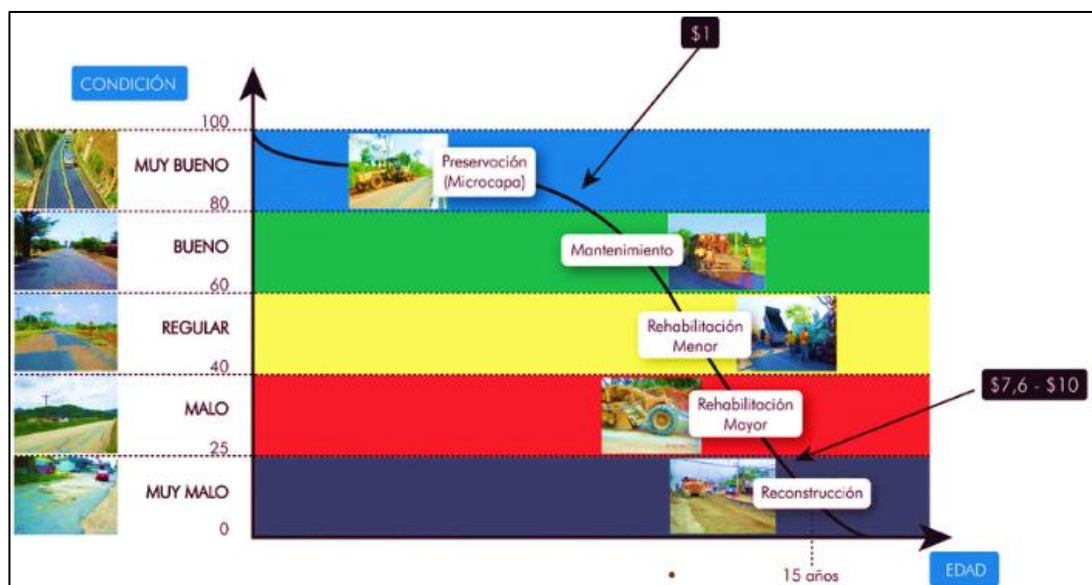 $1
CONDICIÓN
100
MUY BUENO
Preservación
(Microcapa)
80
BUENO
Mantenimiento
60
REGULAR
Rehabilitación
Menor
40
MALO
Rehabilitación
Mayor
$7,6 - $10
25
MUY MALO
Reconstrucción
0
15 años
EDAD